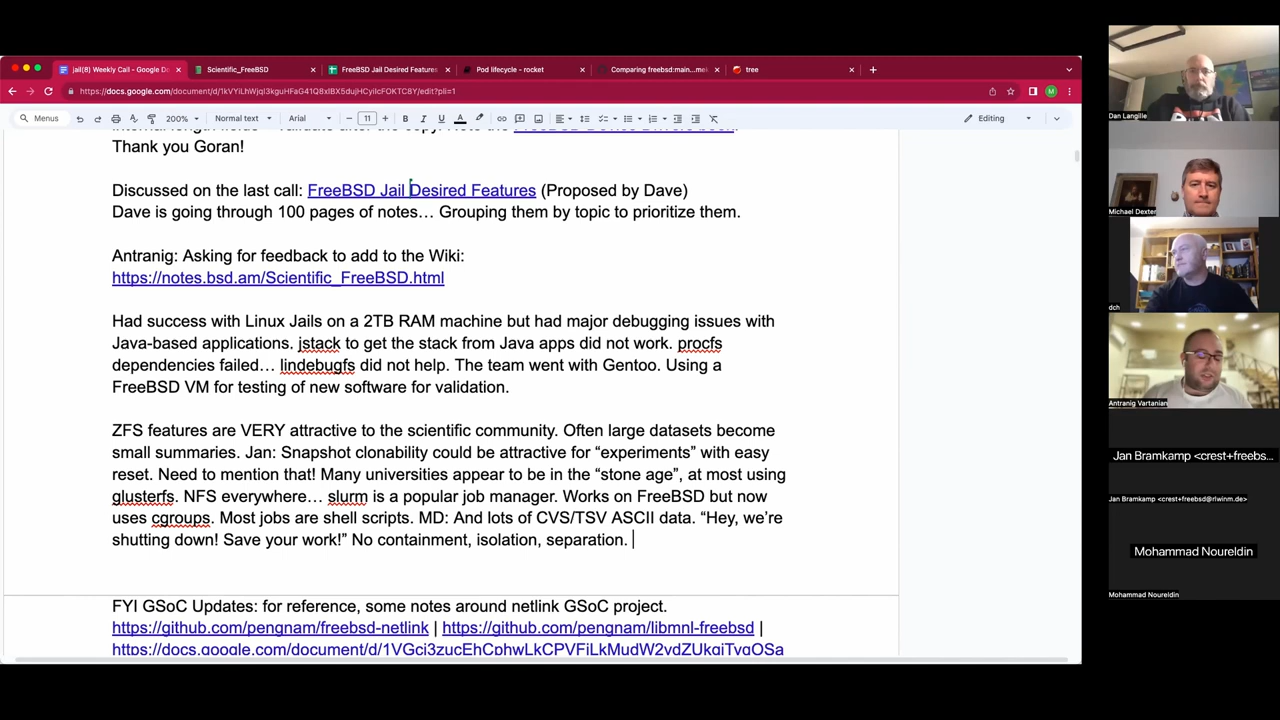 jail(8) Weekly Call - Google D
Scientific_FreeBSD
FreeBSD Jail Desired Features
Pod lifecycle - rocket
Comparing freebsd:main...mek
tree
Menus
200%
Normal text
Arial
11
Editing
Thank you Goran!
Discussed on the last call: FreeBSD Jail Desired Features (Proposed by Dave)
Dave is going through 100 pages of notes… Grouping them by topic to prioritize them.
Antranig: Asking for feedback to add to the Wiki:
https://notes.bsd.am/Scientific_FreeBSD.html
Had success with Linux Jails on a 2TB RAM machine but had major debugging issues with
Java-based applications. jstack to get the stack from Java apps did not work. procfs
dependencies failed… lindebugfs did not help. The team went with Gentoo. Using a
FreeBSD VM for testing of new software for validation.
ZFS features are VERY attractive to the scientific community. Often large datasets become
small summaries. Jan: Snapshot clonability could be attractive for “experiments” with easy
reset. Need to mention that! Many universities appear to be in the “stone age”, at most using
glusterfs. NFS everywhere… slurm is a popular job manager. Works on FreeBSD but now
uses cgroups. Most jobs are shell scripts. MD: And lots of CVS/TSV ASCII data. “Hey, we’re
shutting down! Save your work!” No containment, isolation, separation.
FYI GSoC Updates: for reference, some notes around netlink GSoC project.
https://github.com/pengnam/freebsd-netlink | https://github.com/pengnam/libmnl-freebsd |
Dan Langille
Michael Dexter
dch
Antranig Vartanian
Jan Bramkamp <crest+freebs...
Jan Bramkamp <crest+freebsd@rlwinm.de>
Mohammad Noureldin
Mohammad Noureldin